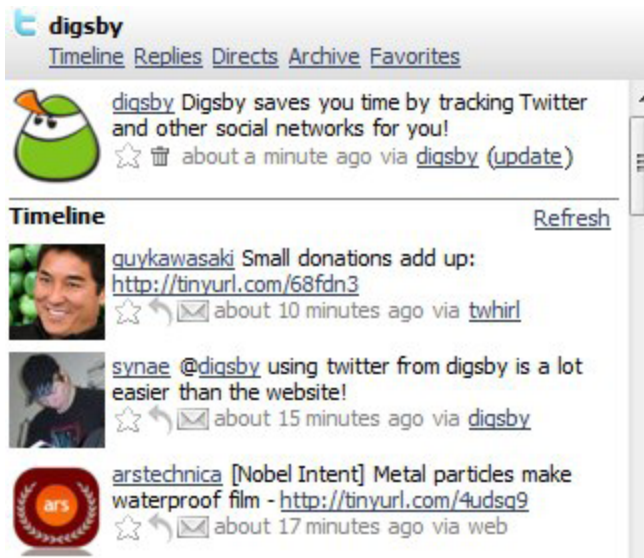 digsby
Timeline Replies Directs Archive Favorites
digsby Digsby saves you time by tracking Twitter
and other social networks for you!
about a minute ago via digsby (update)
Timeline
Refresh
guykawasaki Small donations add up:
http://tinyurl.com/68fdn3
about 10 minutes ago via twhirl
synae @digsby using twitter from digsby is a lot
easier than the website!
about 15 minutes ago via digsby
arstechnica [Nobel Intent] Metal particles make
waterproof film - http://tinyurl.com/4udsq9
ars
about 17 minutes ago via web